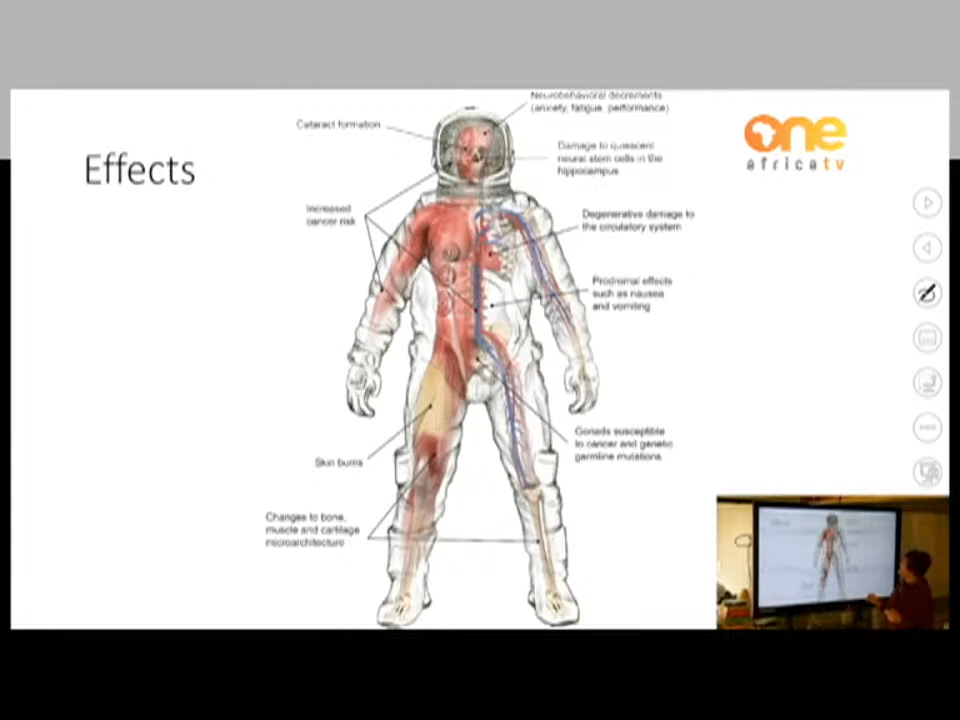 Effects
Neurobehavioral decrements
(anxiety, fatigue, performance)
Cataract formation
Damage to quiescent
neural stem cells in the
hippocampus
Increased
cancer risk
Degenerative damage to
the circulatory system
Prodromal effects
such as nausea
and vomiting
Gonads susceptible
to cancer and genetic
germline mutations
Skin burns
Changes to bone,
muscle and cartilage
microarchitecture
one
africa tv